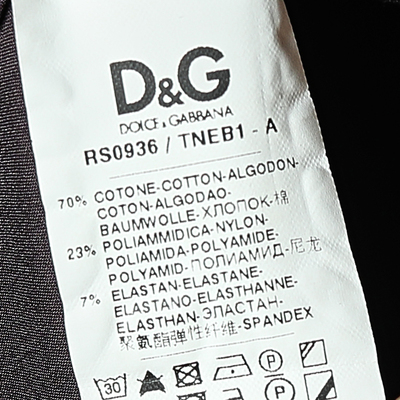 D&G
DOLCE & GABBANA
RS0936 / TNEB1 - A
70% COTONE-COTTON-ALGODON-
COTON-ALGODAO-
BAUMWOLLE-ХЛОПОК-棉
23% POLIAMMIDICA-NYLON-
POLIAMIDA-POLYAMIDE-
POLYAMID-ПОЛИАМИД-尼龙
7% ELASTAN-ELASTANE-
ELASTANO-ELASTHANNE-
ELASTHAN-ЭЛАСТАН-
聚氨酯弹性纤维-SPANDEX
30 P
P